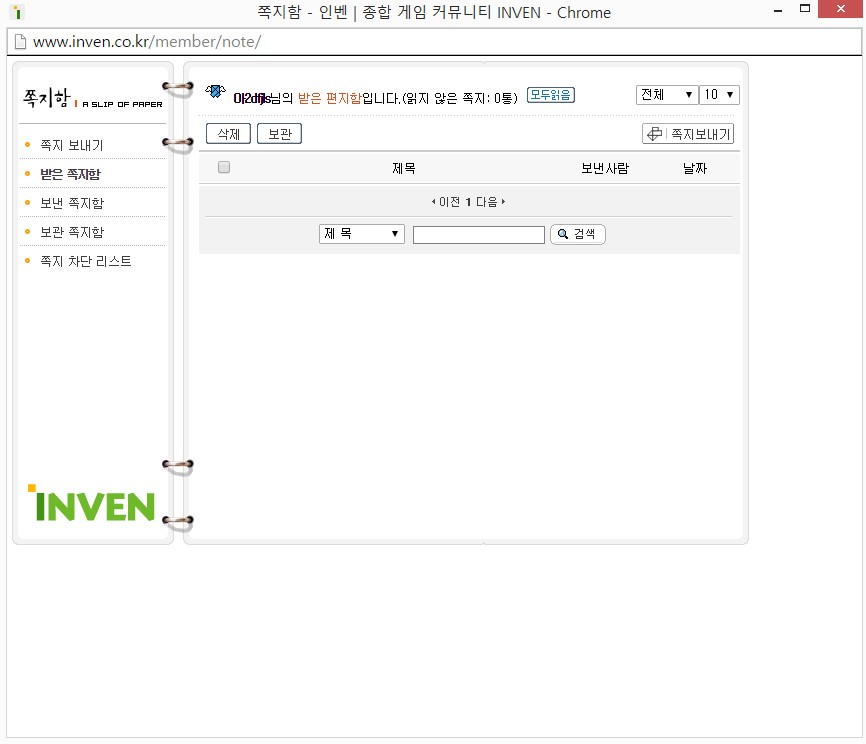 쪽지함 - 인벤 | 종합 게임 커뮤니티 INVEN - Chrome
www.inven.co.kr/member/note/
쪽지함 A SLIP OF PAPER
쪽지 보내기
받은 쪽지함
보낸 쪽지함
보관 쪽지함
쪽지 차단 리스트
INVEN
님의 받은 편지함입니다.(읽지 않은 쪽지: 0통) 모두읽음 전체 10
삭제 보관 쪽지보내기
제목 보낸사람 날짜
이전 1 다음
제 목 검색